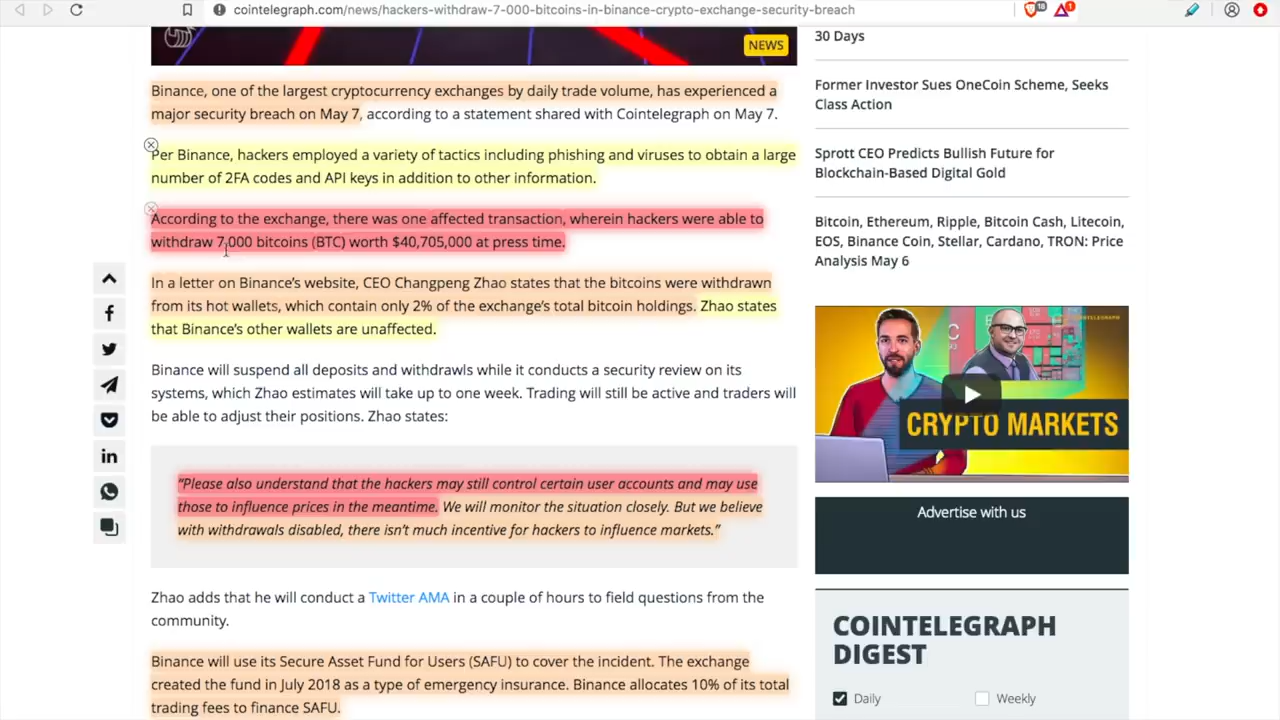 cointelegraph.com/news/hackers-withdraw-7-000-bitcoins-in-binance-crypto-exchange-security-breach
18
1
NEWS
Binance, one of the largest cryptocurrency exchanges by daily trade volume, has experienced a
major security breach on May 7, according to a statement shared with Cointelegraph on May 7.
Per Binance, hackers employed a variety of tactics including phishing and viruses to obtain a large
number of 2FA codes and API keys in addition to other information.
According to the exchange, there was one affected transaction, wherein hackers were able to
withdraw 7,000 bitcoins (BTC) worth $40,705,000 at press time.
In a letter on Binance's website, CEO Changpeng Zhao states that the bitcoins were withdrawn
from its hot wallets, which contain only 2% of the exchange's total bitcoin holdings. Zhao states
that Binance's other wallets are unaffected.
Binance will suspend all deposits and withdrawls while it conducts a security review on its
systems, which Zhao estimates will take up to one week. Trading will still be active and traders will
be able to adjust their positions. Zhao states:
"Please also understand that the hackers may still control certain user accounts and may use
those to influence prices in the meantime. We will monitor the situation closely. But we believe
with withdrawals disabled, there isn't much incentive for hackers to influence markets."
Zhao adds that he will conduct a Twitter AMA in a couple of hours to field questions from the
community.
Binance will use its Secure Asset Fund for Users (SAFU) to cover the incident. The exchange
created the fund in July 2018 as a type of emergency insurance. Binance allocates 10% of its total
trading fees to finance SAFU.
30 Days
Former Investor Sues OneCoin Scheme, Seeks
Class Action
Sprott CEO Predicts Bullish Future for
Blockchain-Based Digital Gold
Bitcoin, Ethereum, Ripple, Bitcoin Cash, Litecoin,
EOS, Binance Coin, Stellar, Cardano, TRON: Price
Analysis May 6
COINTELEGRAPH
CRYPTO MARKETS
Advertise with us
COINTELEGRAPH
DIGEST
Daily
Weekly